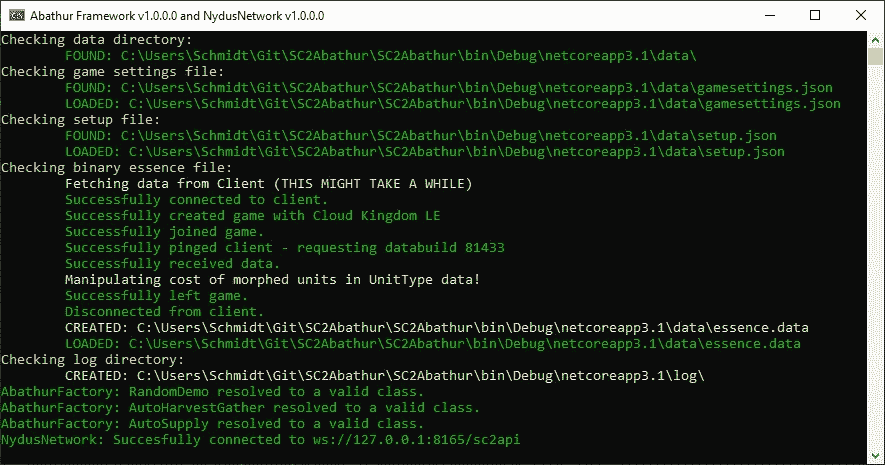 Abathur Framework v1.0.0.0 and NydusNetwork v1.0.0.0
Checking data directory:
FOUND: C:\Users\Schmidt\Git\SC2Abathur\SC2Abathur\bin\Debug\netcoreapp3.1\data\
Checking game settings file:
FOUND: C:\Users\Schmidt\Git\SC2Abathur\SC2Abathur\bin\Debug\netcoreapp3.1\data\gamesettings.json
LOADED: C:\Users\Schmidt\Git\SC2Abathur\SC2Abathur\bin\Debug\netcoreapp3.1\data\gamesettings.json
Checking setup file:
FOUND: C:\Users\Schmidt\Git\SC2Abathur\SC2Abathur\bin\Debug\netcoreapp3.1\data\setup.json
LOADED: C:\Users\Schmidt\Git\SC2Abathur\SC2Abathur\bin\Debug\netcoreapp3.1\data\setup.json
Checking binary essence file:
Fetching data from Client (THIS MIGHT TAKE A WHILE)
Successfully connected to client.
Successfully created game with Cloud Kingdom LE
Successfully joined game.
Successfully pinged client - requesting databuild 81433
Successfully received data.
Manipulating cost of morphed units in UnitType data!
Successfully left game.
Disconnected from client.
CREATED: C:\Users\Schmidt\Git\SC2Abathur\SC2Abathur\bin\Debug\netcoreapp3.1\data\essence.data
LOADED: C:\Users\Schmidt\Git\SC2Abathur\SC2Abathur\bin\Debug\netcoreapp3.1\data\essence.data
Checking log directory:
CREATED: C:\Users\Schmidt\Git\SC2Abathur\SC2Abathur\bin\Debug\netcoreapp3.1\log\
AbathurFactory: RandomDemo resolved to a valid class.
AbathurFactory: AutoHarvestGather resolved to a valid class.
AbathurFactory: AutoSupply resolved to a valid class.
NydusNetwork: Succesfully connected to ws://127.0.0.1:8165/sc2api